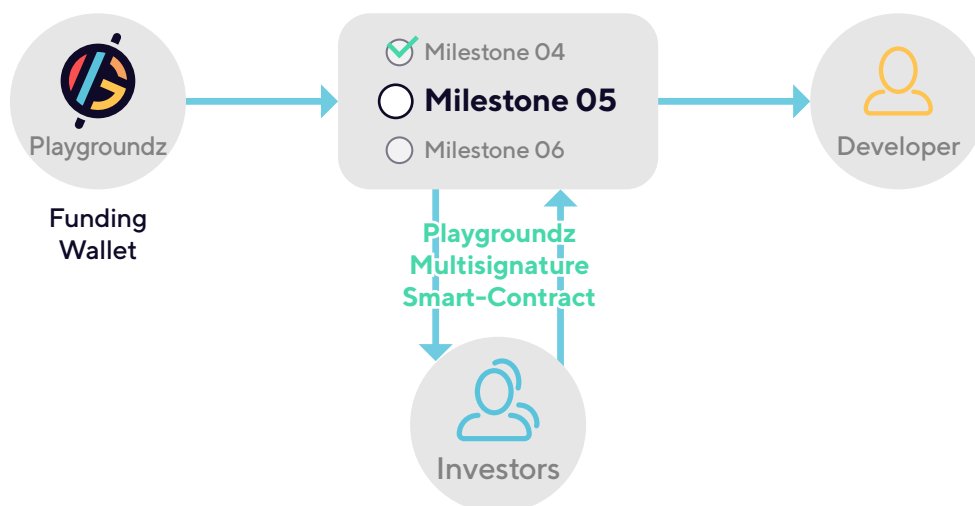 Milestone 04
Milestone 05
Milestone 06
Playgroundz
Developer
Funding
Wallet
Playgroundz
Multisignature
Smart-Contract
Investors